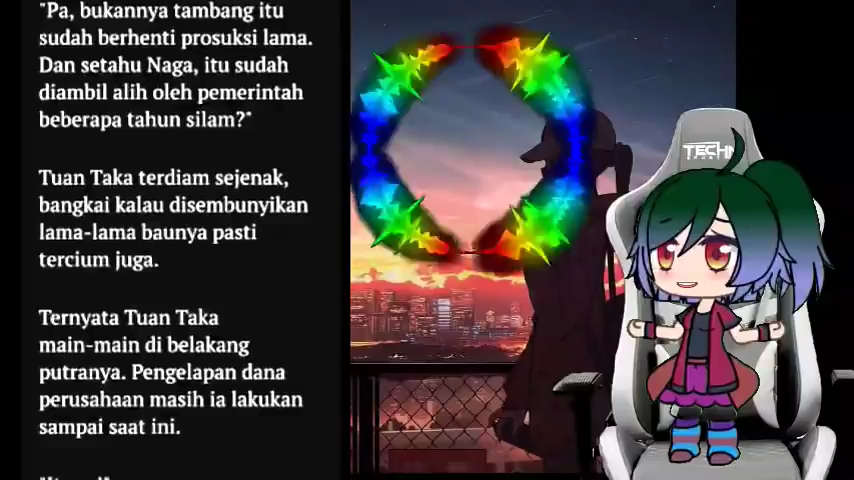 "Pa, bukannya tambang itu
sudah berhenti prosuksi lama.
Dan setahu Naga, itu sudah
diambil alih oleh pemerintah
beberapa tahun silam?"
Tuan Taka terdiam sejenak,
bangkai kalau disembunyikan
lama-lama baunya pasti
tercium juga.
Ternyata Tuan Taka
main-main di belakang
putranya. Pengelapan dana
perusahaan masih ia lakukan
sampai saat ini.
TECHNI